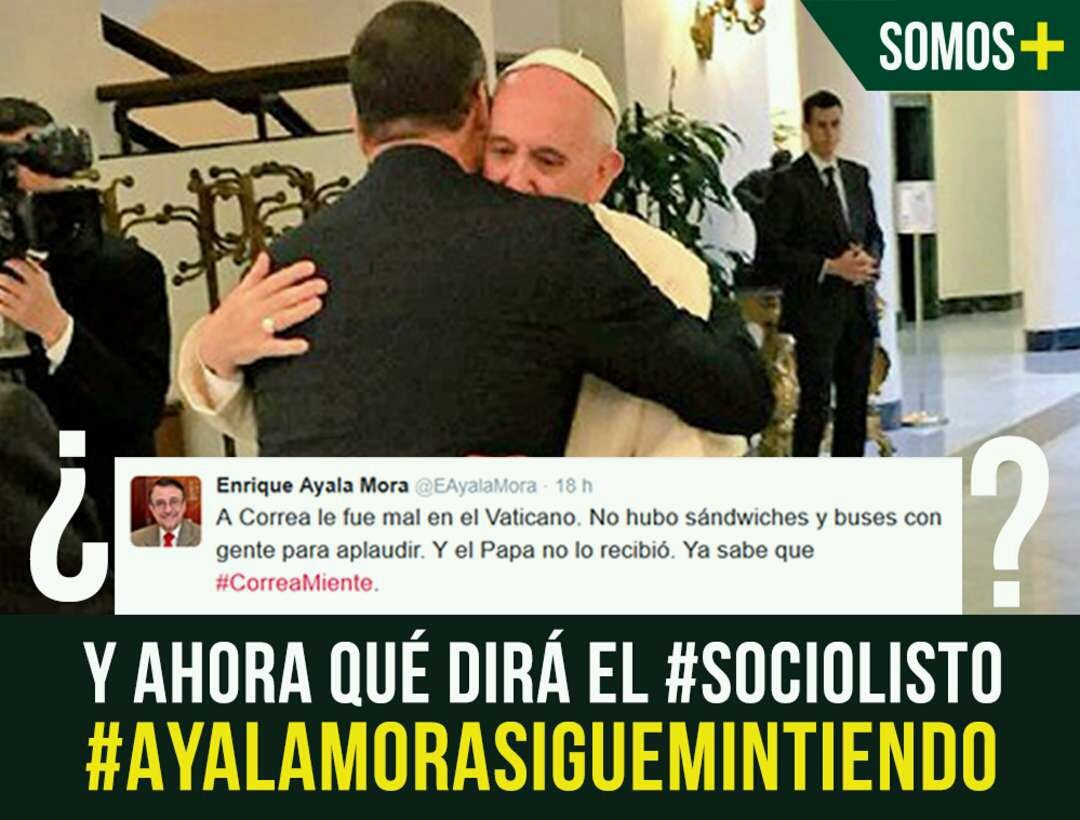 SOMOS+
¿ ?
Enrique Ayala Mora @EAyalaMora · 18 h
A Correa le fue mal en el Vaticano. No hubo sándwiches y buses con
gente para aplaudir. Y el Papa no lo recibió. Ya sabe que
#CorreaMiente.
Y AHORA QUÉ DIRÁ EL #SOCIOLISTO
#AYALAMORASIGUEMINTIENDO